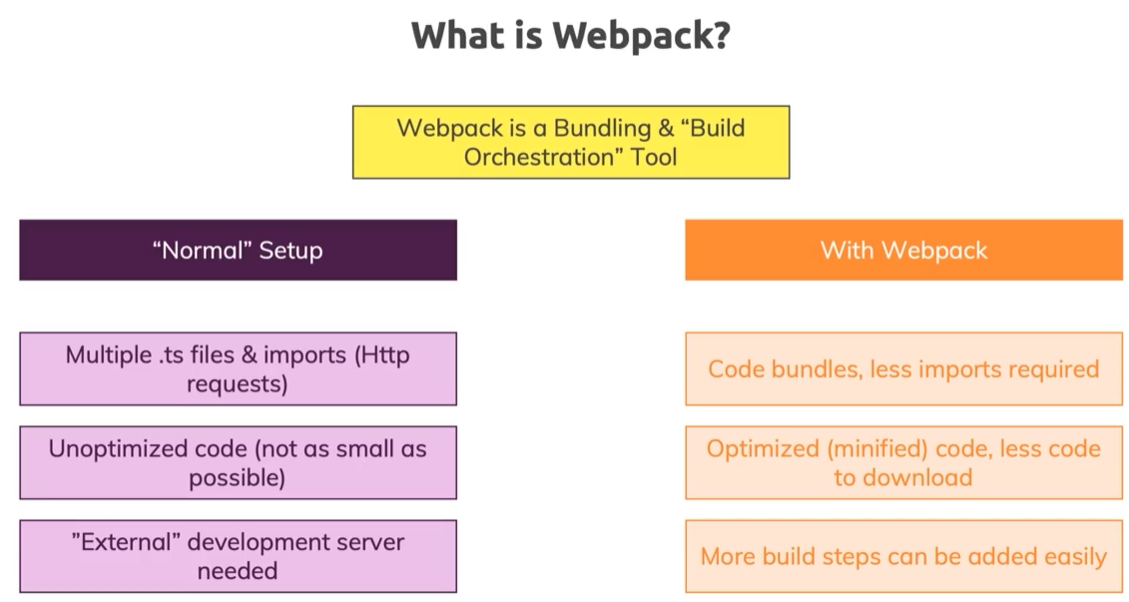 What is Webpack?
Webpack is a Bundling & “Build
Orchestration” Tool
“Normal” Setup
With Webpack
Multiple .ts files & imports (Http
requests)
Code bundles, less imports required
Unoptimized code (not as small as
possible)
Optimized (minified) code, less code
to download
”External” development server
needed
More build steps can be added easily